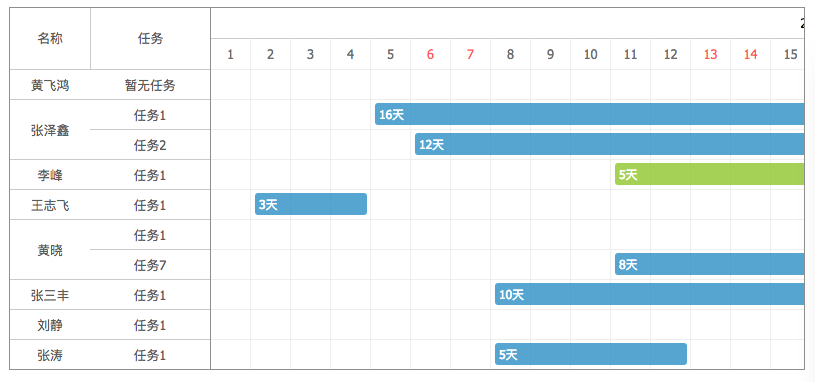 名称 任务 2
1 2 3 4 5 6 7 8 9 10 11 12 13 14 15
黄飞鸿 暂无任务
张泽鑫 任务1 16天
任务2 12天
李峰 任务1 5天
王志飞 任务1 3天
黄晓 任务1
任务7 8天
张三丰 任务1 10天
刘静 任务1
张涛 任务1 5天